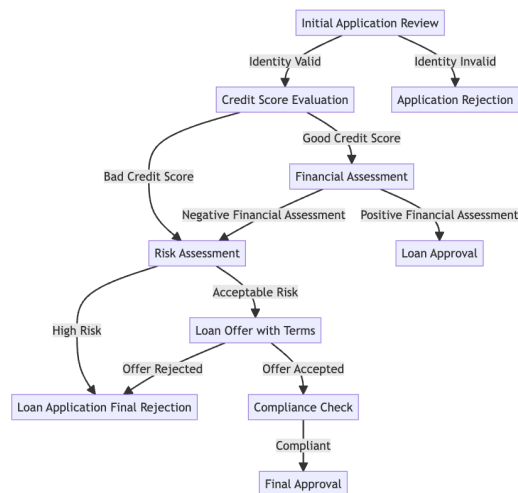 Initial Application Review
Identity Valid
Identity Invalid
Credit Score Evaluation
Application Rejection
Good Credit Score
Bad Credit Score
Financial Assessment
Negative Financial Assessment
Positive Financial Assessment
Risk Assessment
Loan Approval
Acceptable Risk
High Risk
Loan Offer with Terms
Offer Rejected
Offer Accepted
Loan Application Final Rejection
Compliance Check
Compliant
Final Approval